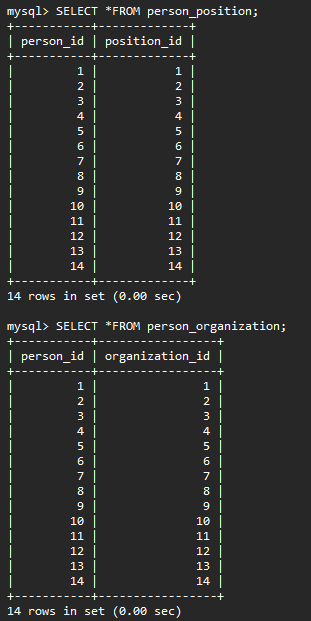 mysql> SELECT *FROM person_position;
+-----------+-------------+
| person_id | position_id |
+-----------+-------------+
|         1 |           1 |
|         2 |           2 |
|         3 |           3 |
|         4 |           4 |
|         5 |           5 |
|         6 |           6 |
|         7 |           7 |
|         8 |           8 |
|         9 |           9 |
|        10 |          10 |
|        11 |          11 |
|        12 |          12 |
|        13 |          13 |
|        14 |          14 |
+-----------+-------------+
14 rows in set (0.00 sec)

mysql> SELECT *FROM person_organization;
+-----------+-----------------+
| person_id | organization_id |
+-----------+-----------------+
|         1 |               1 |
|         2 |               2 |
|         3 |               3 |
|         4 |               4 |
|         5 |               5 |
|         6 |               6 |
|         7 |               7 |
|         8 |               8 |
|         9 |               9 |
|        10 |              10 |
|        11 |              11 |
|        12 |              12 |
|        13 |              13 |
|        14 |              14 |
+-----------+-----------------+
14 rows in set (0.00 sec)